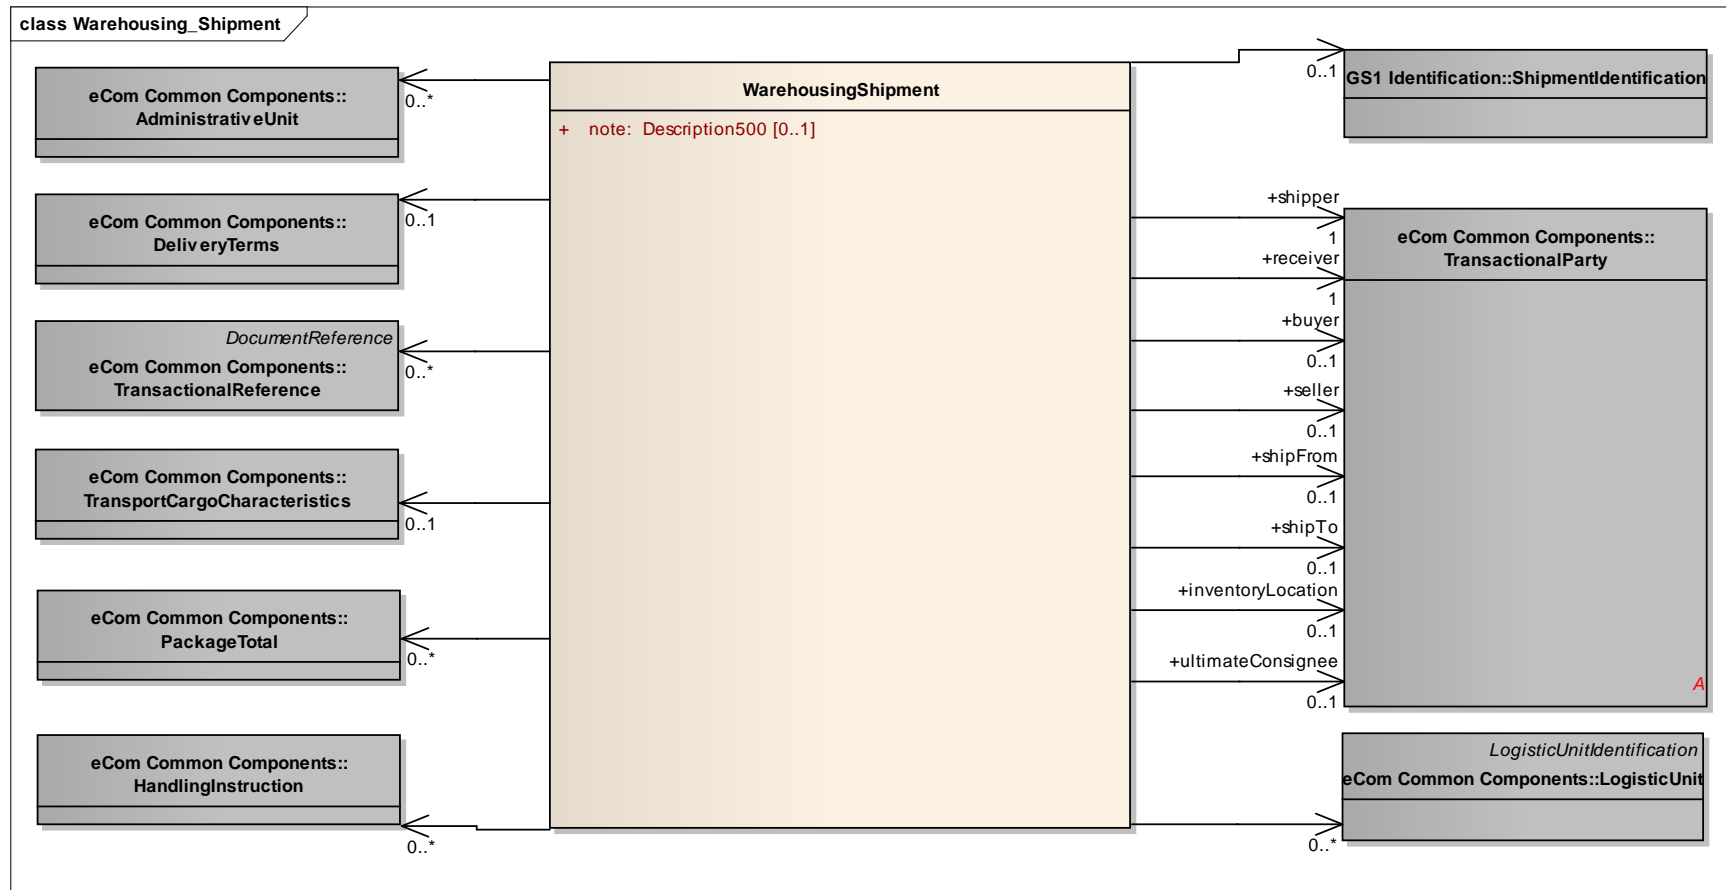 class Warehousing_Shipment
eCom Common Components::
AdministrativeUnit
0..*
eCom Common Components::
DeliveryTerms
0..1
DocumentReference
eCom Common Components::
TransactionalReference
0..*
eCom Common Components::
TransportCargoCharacteristics
0..1
eCom Common Components::
PackageTotal
0..*
eCom Common Components::
HandlingInstruction
0..*
WarehousingShipment
+ note: Description500 [0..1]
0..1
GS1 Identification::ShipmentIdentification
+shipper
1
+receiver
1
+buyer
0..1
+seller
0..1
+shipFrom
0..1
+shipTo
0..1
+inventoryLocation
0..1
+ultimateConsignee
0..1
eCom Common Components::
TransactionalParty
A
LogisticUnitIdentification
eCom Common Components::LogisticUnit
0..*